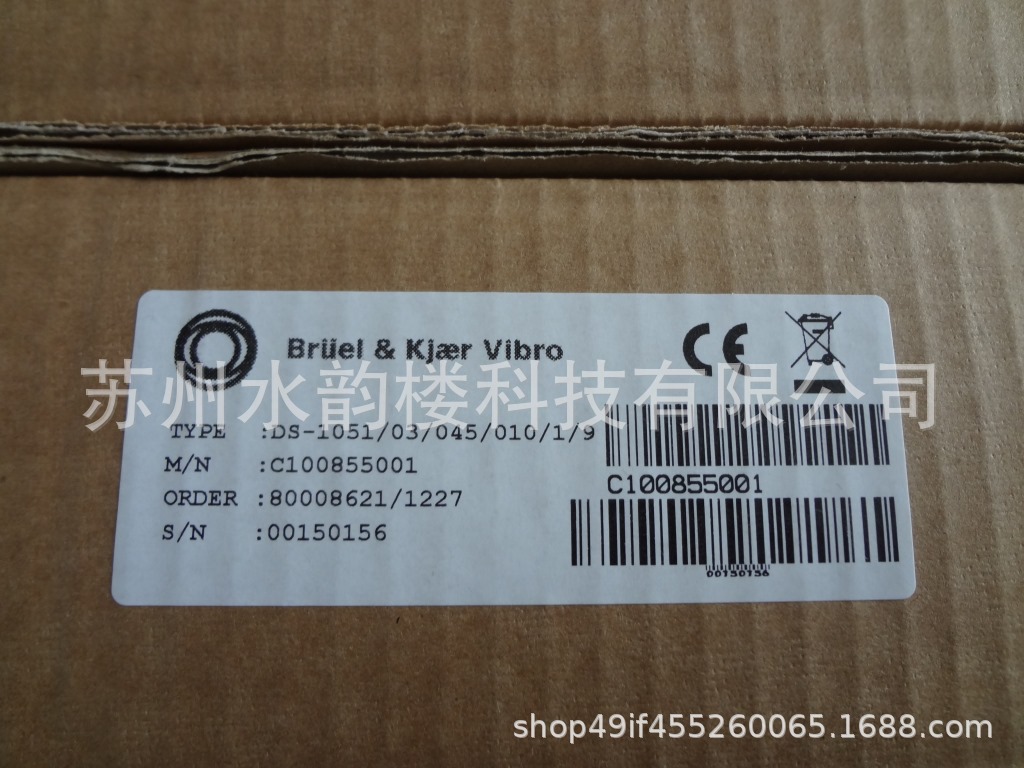 Brüel & Kjær Vibro
CE
苏州水韵楼科技有限公司
TYPE :DS-1051/03/045/010/1/9
M/N :C100855001
ORDER :80008621/1227
S/N :00150156
C100855001
00150156
shop49if455260065.1688.com